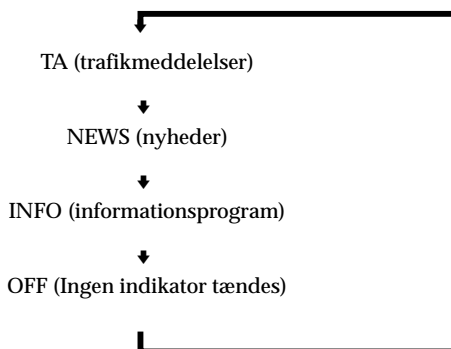 TA (trafikmeddelelser)
NEWS (nyheder)
INFO (informationsprogram)
OFF (Ingen indikator tændes)